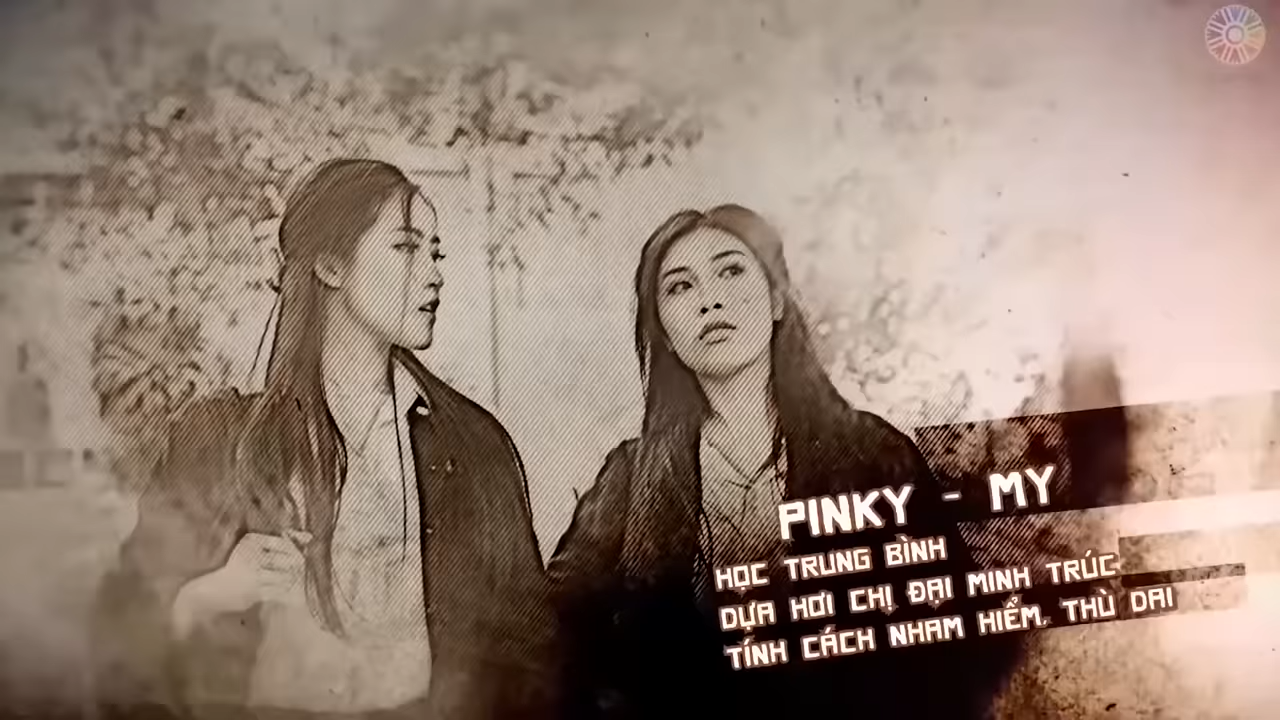 PINKY - MY
HỌC TRUNG BÌNH
DỰA HƠI CHỊ ĐẠI MINH TRÚC
TÍNH CÁCH NHAM HIỂM, THÙ DAI